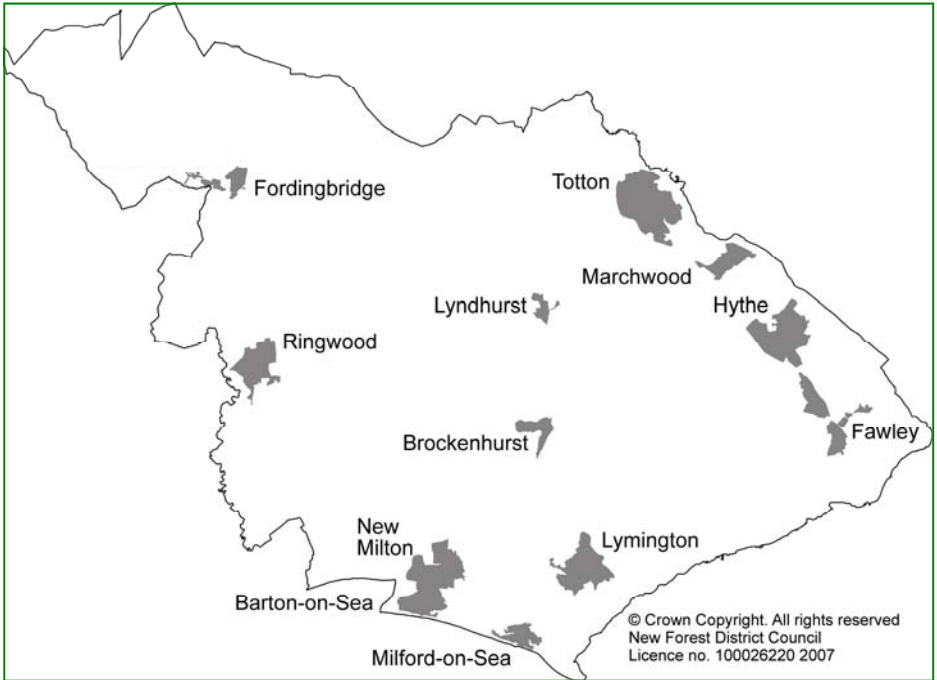 Fordingbridge
Totton
Marchwood
Lyndhurst
Hythe
Ringwood
Brockenhurst
Fawley
New
Milton
Lymington
Barton-on-Sea
Milford-on-Sea
© Crown Copyright. All rights reserved
New Forest District Council
Licence no. 100026220 2007